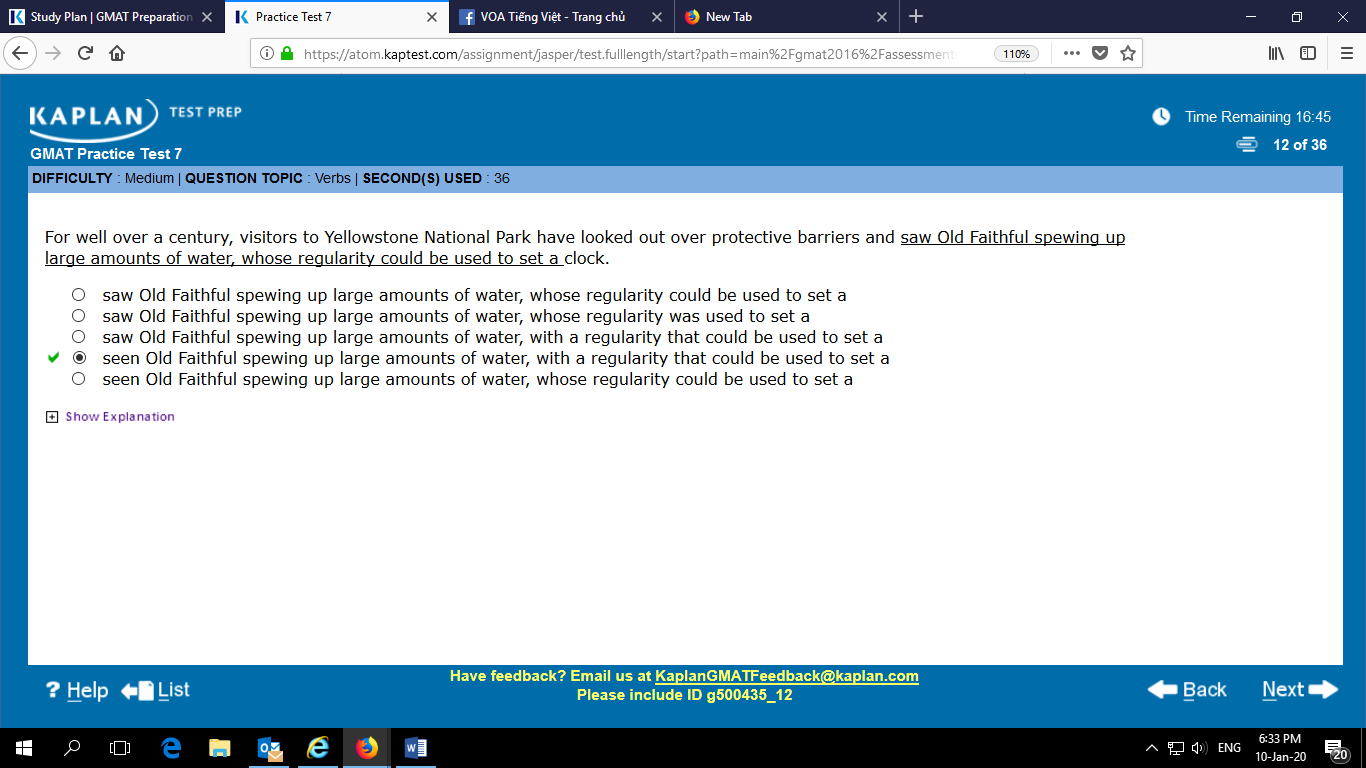 Study Plan | GMAT Preparation
Practice Test 7
VOA Tiếng Việt - Trang chủ
New Tab
https://atom.kaptest.com/assignment/jasper/test.fulllength/start?path=main%2Fgmat2016%2Fassessment
110%
KAPLAN TEST PREP
Time Remaining 16:45
GMAT Practice Test 7
12 of 36
DIFFICULTY : Medium | QUESTION TOPIC : Verbs | SECOND(S) USED : 36
For well over a century, visitors to Yellowstone National Park have looked out over protective barriers and saw Old Faithful spewing up
large amounts of water, whose regularity could be used to set a clock.
saw Old Faithful spewing up large amounts of water, whose regularity could be used to set a
saw Old Faithful spewing up large amounts of water, whose regularity was used to set a
saw Old Faithful spewing up large amounts of water, with a regularity that could be used to set a
seen Old Faithful spewing up large amounts of water, with a regularity that could be used to set a
seen Old Faithful spewing up large amounts of water, whose regularity could be used to set a
Show Explanation
Have feedback? Email us at KaplanGMATFeedback@kaplan.com
Please include ID g500435_12
? Help
List
Back
Next
ENG
6:33 PM
10-Jan-20
20